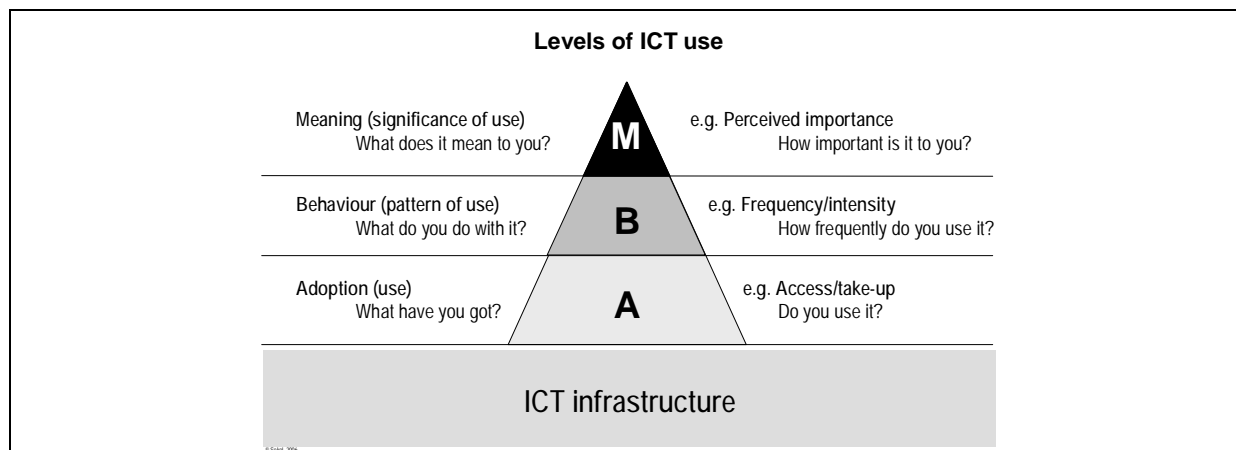 Levels of ICT use
Meaning (significance of use)
What does it mean to you?
M
e.g. Perceived importance
How important is it to you?
Behaviour (pattern of use)
What do you do with it?
B
e.g. Frequency/intensity
How frequently do you use it?
Adoption (use)
What have you got?
A
e.g. Access/take-up
Do you use it?
ICT infrastructure